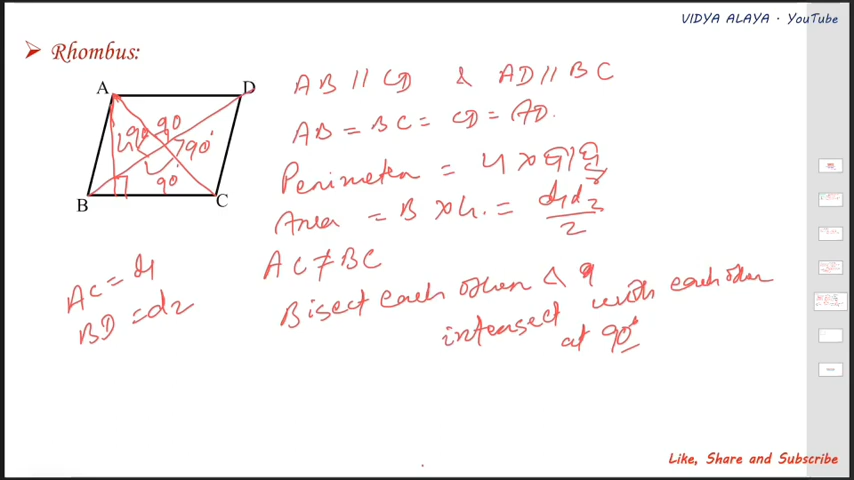 VIDYA ALAYA · YouTube
➢ Rhombus:
A D
B C
90 90
90°
90
AB // CD & AD // BC
AB = BC = CD = AD.
Perimeter = 4 × भुजा
Area = B × h. = d1d2/2
AC ≠ BC
AC = d1
BD = d2
Bisect each other &
intersect with each other
at 90°
Like, Share and Subscribe